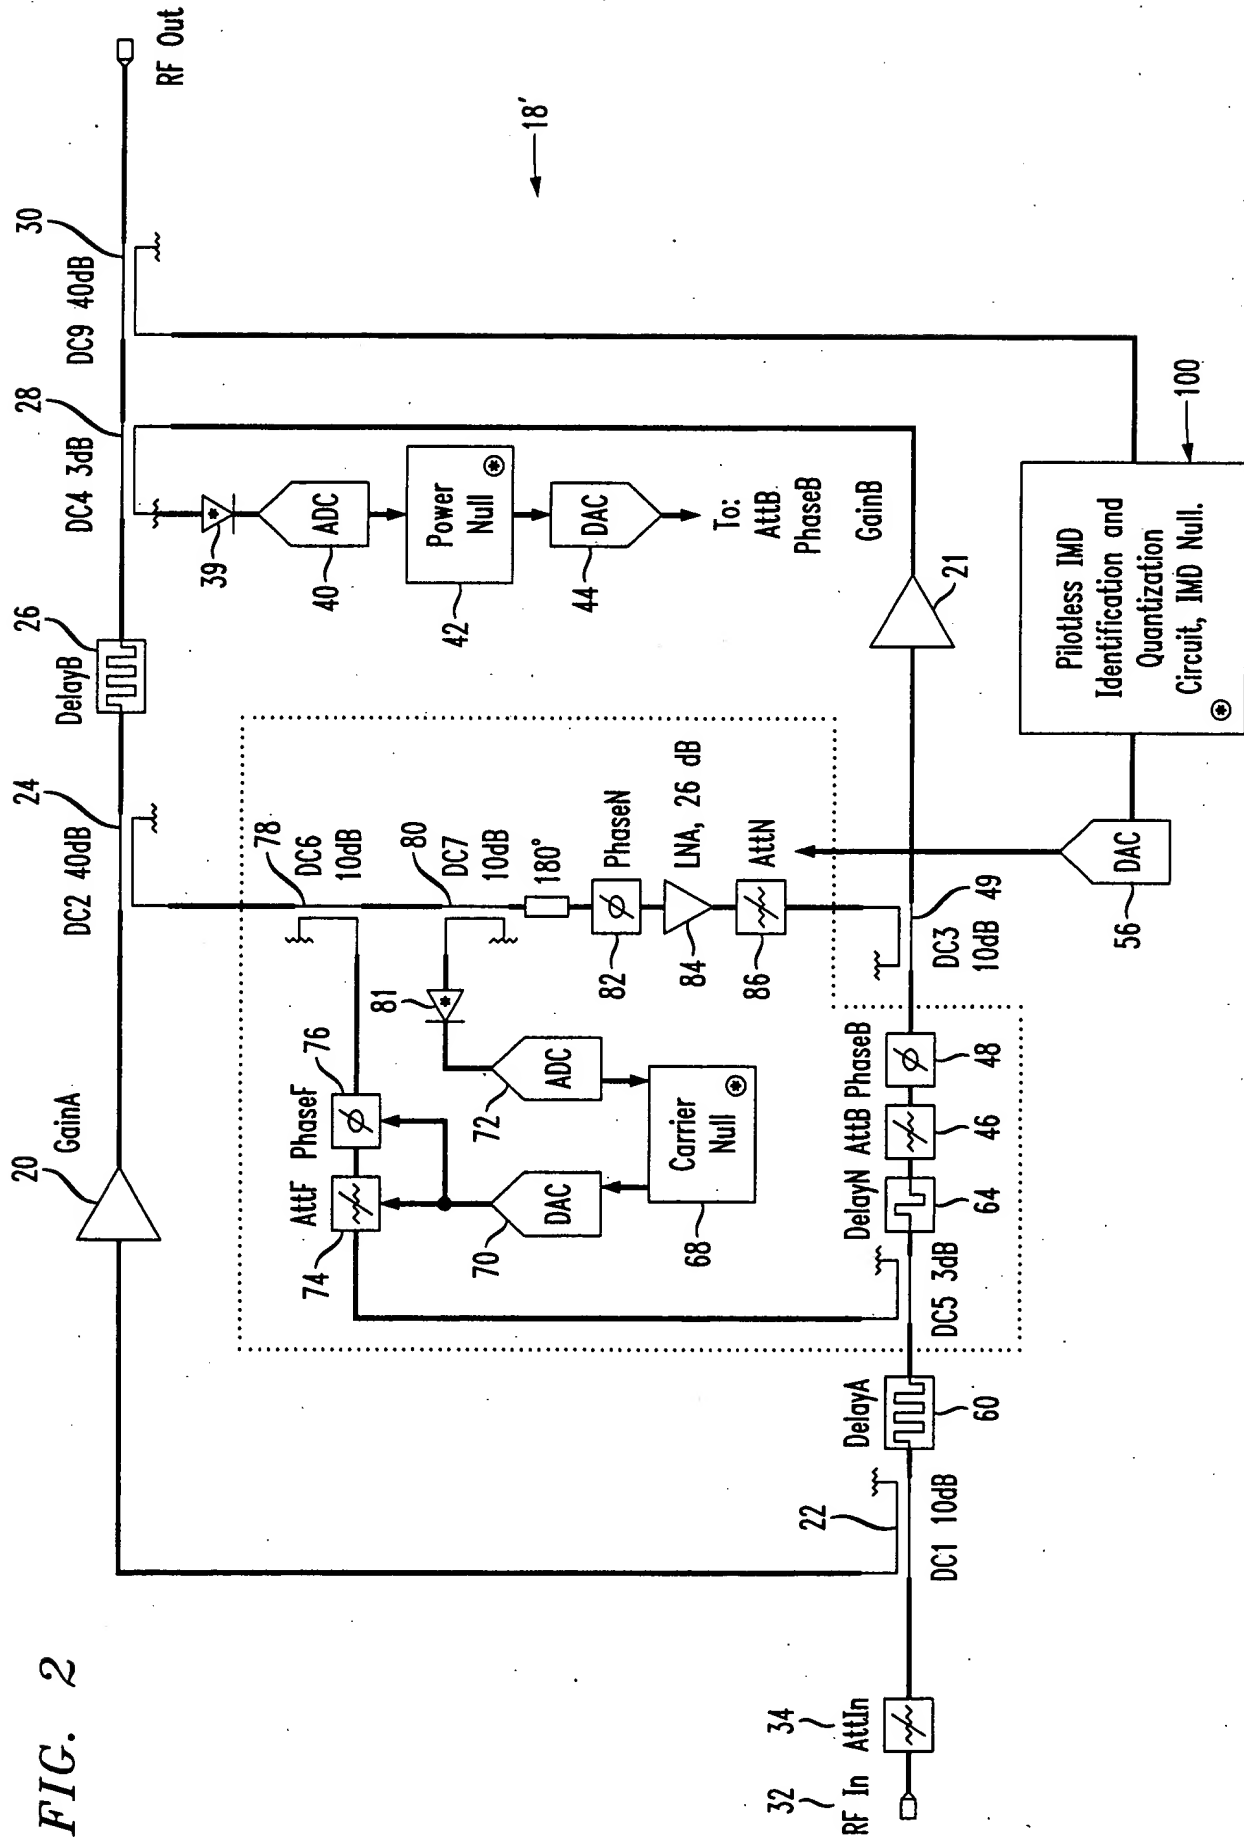 FIG. 2
RF Out
30
DC9 40dB
28
DC4 3dB
26
DelayB
24
DC2 40dB
GainA
20
18'
39
ADC
40
Power
Null
*
42
DAC
44
To:
AttB
PhaseB
GainB
21
78
DC6
10dB
80
DC7
10dB
180°
PhaseN
ϕ
82
LNA, 26 dB
84
AttN
86
81
76
PhaseF
ϕ
AttF
74
ADC
72
DAC
70
Carrier
Null
*
68
49
DC3
10dB
PhaseB
ϕ
48
AttB
46
DelayN
64
DC5 3dB
DelayA
60
22
DC1 10dB
34
AttIn
32
RF In
DAC
56
100
Pilotless IMD
Identification and
Quantization
Circuit, IMD Null.
*